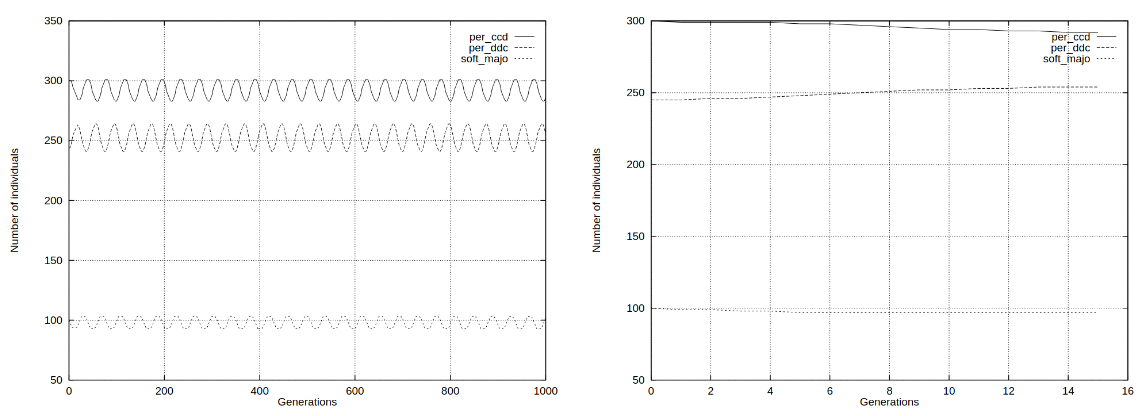 350
300
250
200
150
100
50
0
200
400
600
800
1000
Number of individuals
Generations
per_ccd
per_ddc
soft_majo
300
250
200
150
100
50
0
2
4
6
8
10
12
14
16
Number of individuals
Generations
per_ccd
per_ddc
soft_majo